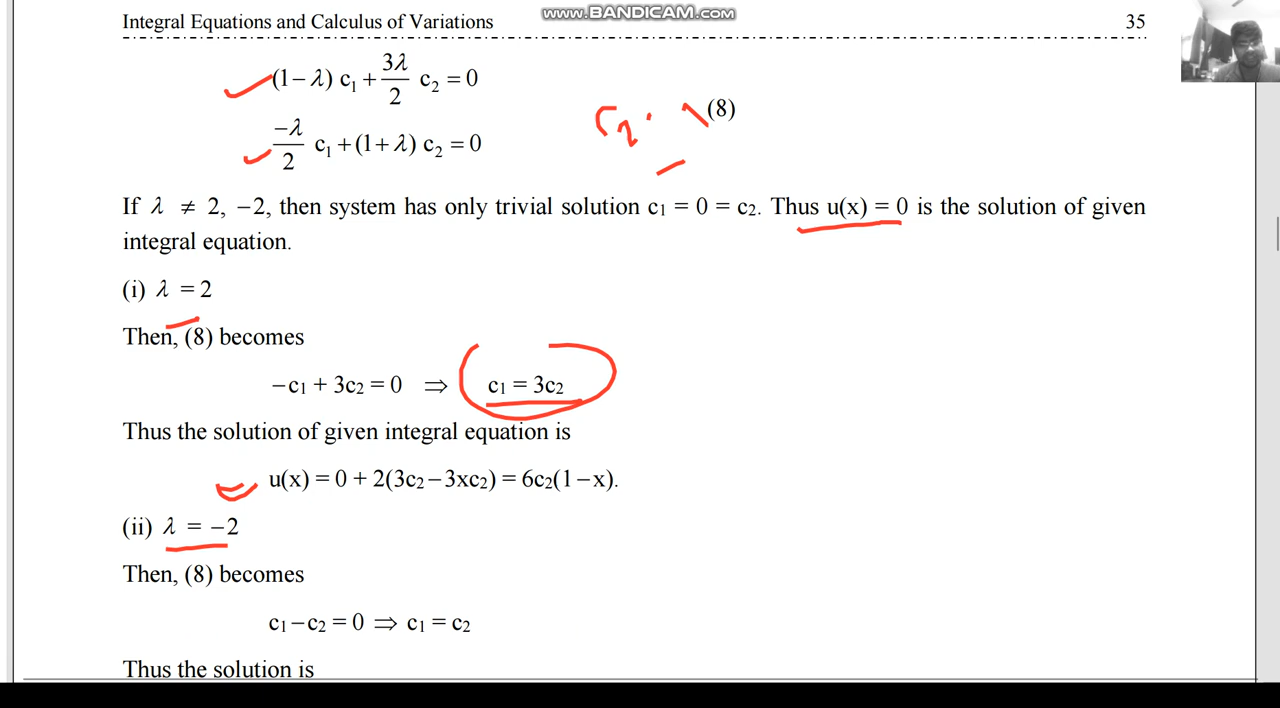 www.BANDICAM.com
Integral Equations and Calculus of Variations 35
(1−λ) c₁ + 3λ/2 c₂ = 0
(8)
−λ/2 c₁ + (1+λ) c₂ = 0
If λ ≠ 2, −2, then system has only trivial solution c₁ = 0 = c₂. Thus u(x) = 0 is the solution of given
integral equation.
(i) λ = 2
Then, (8) becomes
−c₁ + 3c₂ = 0 ⇒ c₁ = 3c₂
Thus the solution of given integral equation is
u(x) = 0 + 2(3c₂ − 3xc₂) = 6c₂(1 − x).
(ii) λ = −2
Then, (8) becomes
c₁ − c₂ = 0 ⇒ c₁ = c₂
Thus the solution is